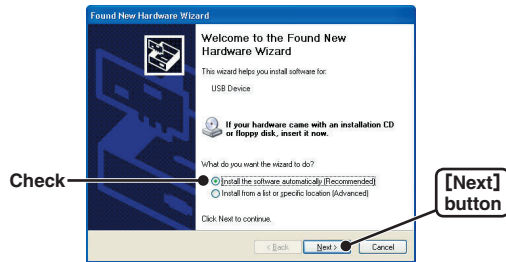 Found New Hardware Wizard
Welcome to the Found New
Hardware Wizard
This wizard helps you install software for:
USB Device
If your hardware came with an installation CD
or floppy disk, insert it now.
What do you want the wizard to do?
Check
Install the software automatically (Recommended)
Install from a list or specific location (Advanced)
[Next]
button
Click Next to continue.
< Back
Next >
Cancel